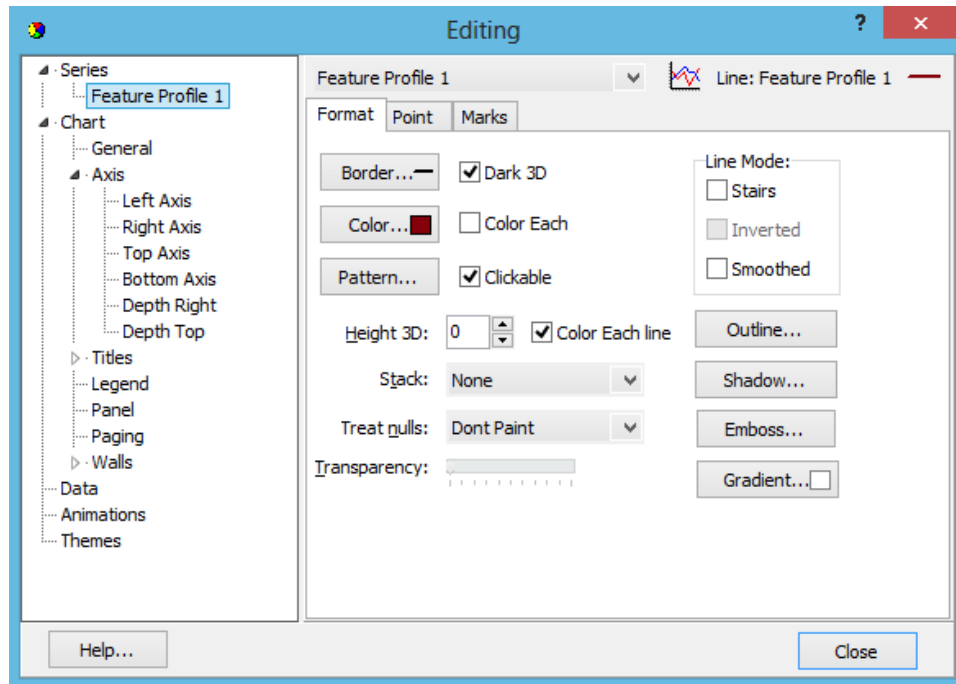 Editing
?
Series
Feature Profile 1
Chart
General
Axis
Left Axis
Right Axis
Top Axis
Bottom Axis
Depth Right
Depth Top
Titles
Legend
Panel
Paging
Walls
Data
Animations
Themes
Feature Profile 1
Line: Feature Profile 1
Format Point Marks
Border... Dark 3D
Color... Color Each
Pattern... Clickable
Line Mode:
Stairs
Inverted
Smoothed
Height 3D: 0 Color Each line
Outline...
Stack: None
Shadow...
Treat nulls: Dont Paint
Emboss...
Transparency:
Gradient...
Help...
Close